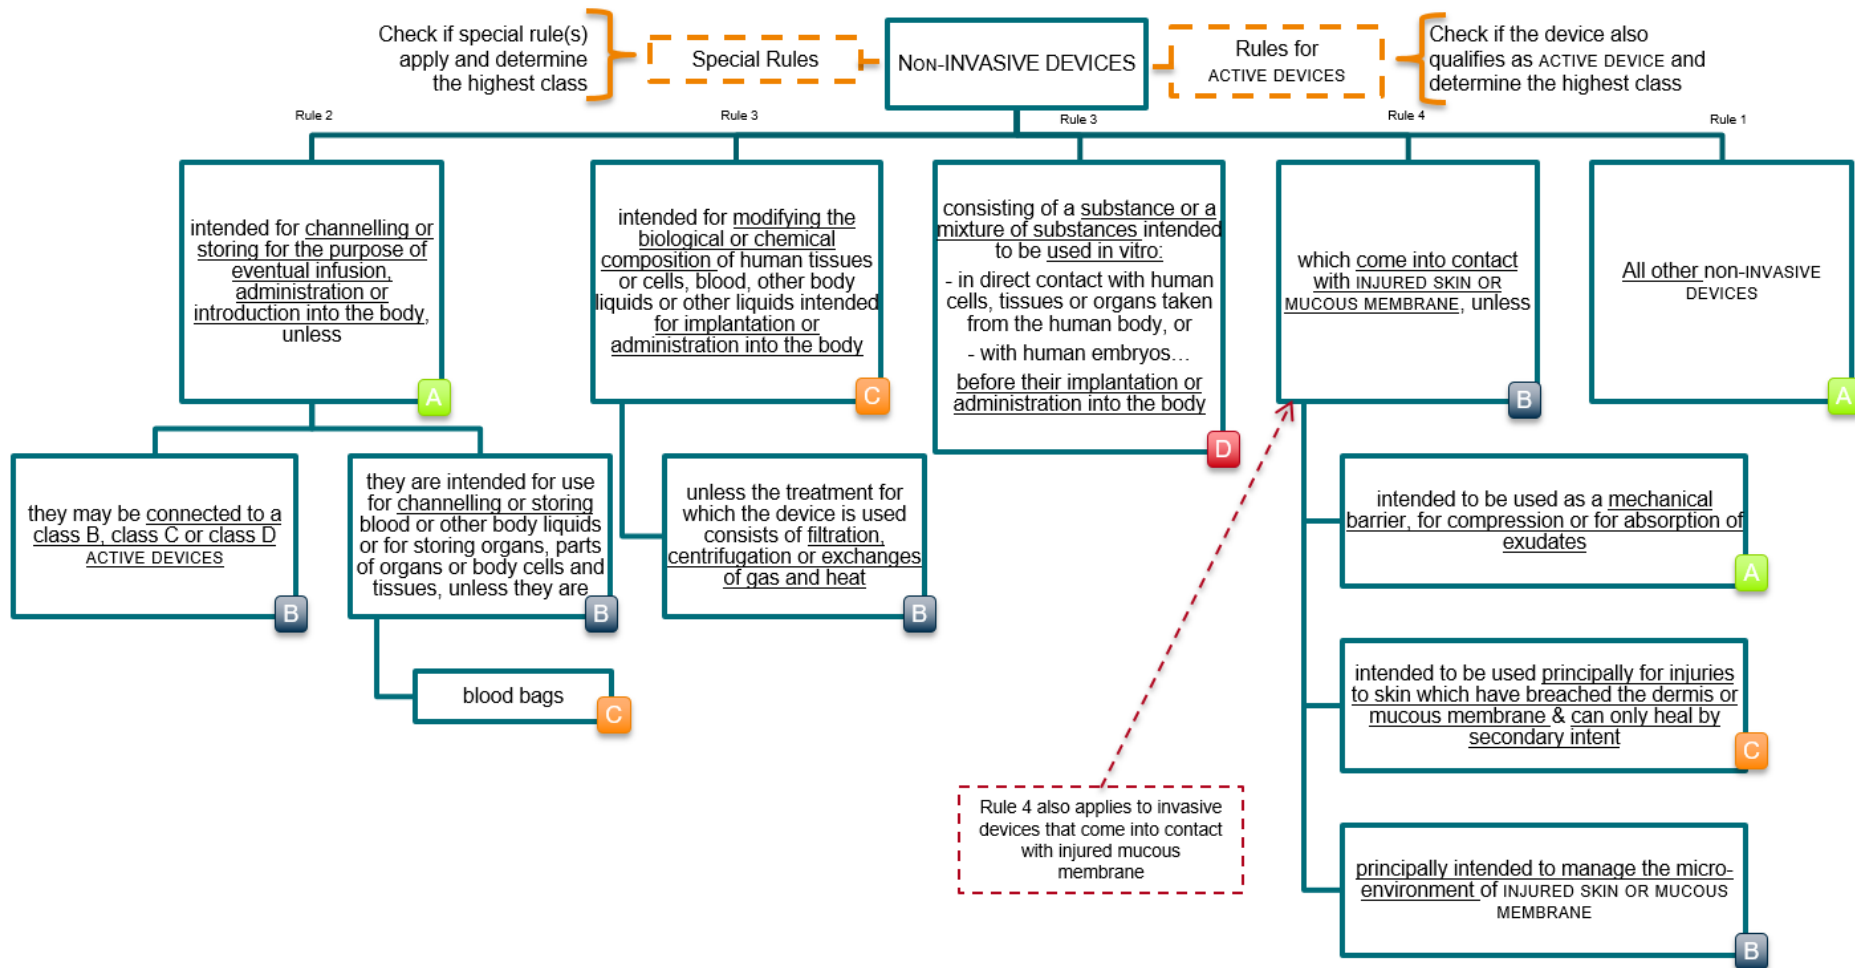 Check if special rule(s)
apply and determine
the highest class
Special Rules
NON-INVASIVE DEVICES
Rules for
ACTIVE DEVICES
Check if the device also
qualifies as ACTIVE DEVICE and
determine the highest class
Rule 2
Rule 3
Rule 3
Rule 4
Rule 1
intended for channelling or
storing for the purpose of
eventual infusion,
administration or
introduction into the body,
unless
A
intended for modifying the
biological or chemical
composition of human tissues
or cells, blood, other body
liquids or other liquids intended
for implantation or
administration into the body
C
consisting of a substance or a
mixture of substances intended
to be used in vitro:
- in direct contact with human
cells, tissues or organs taken
from the human body, or
- with human embryos...
before their implantation or
administration into the body
D
which come into contact
with INJURED SKIN OR
MUCOUS MEMBRANE, unless
B
All other non-INVASIVE
DEVICES
A
they may be connected to a
class B, class C or class D
ACTIVE DEVICES
B
they are intended for use
for channelling or storing
blood or other body liquids
or for storing organs, parts
of organs or body cells and
tissues, unless they are
B
blood bags
C
unless the treatment for
which the device is used
consists of filtration,
centrifugation or exchanges
of gas and heat
B
intended to be used as a mechanical
barrier, for compression or for absorption of
exudates
A
intended to be used principally for injuries
to skin which have breached the dermis or
mucous membrane & can only heal by
secondary intent
C
Rule 4 also applies to invasive
devices that come into contact
with injured mucous
membrane
principally intended to manage the micro-
environment of INJURED SKIN OR MUCOUS
MEMBRANE
B